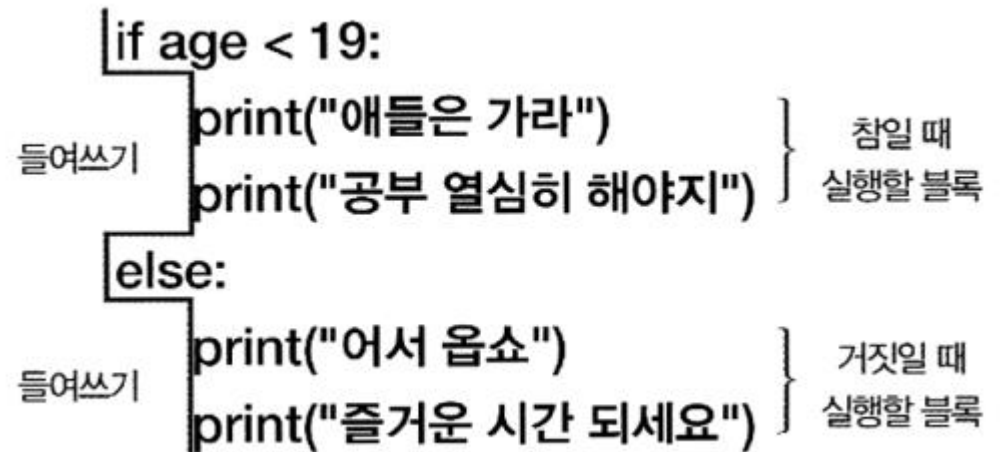 if age < 19:
print("애들은 가라")
들여쓰기
참일 때
실행할 블록
print("공부 열심히 해야지")
else:
print("어서 옵쇼")
들여쓰기
거짓일 때
실행할 블록
print("즐거운 시간 되세요")